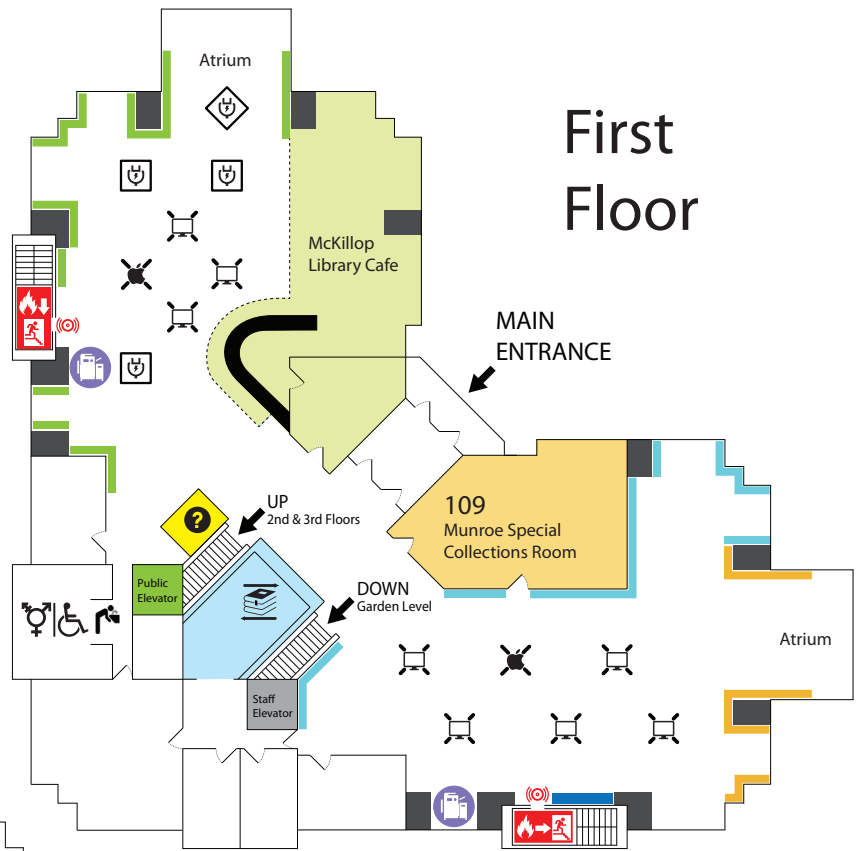 Atrium
First
Floor
McKillop
Library Cafe
MAIN
ENTRANCE
109
Munroe Special
Collections Room
UP
2nd & 3rd Floors
?
Public
Elevator
DOWN
Garden Level
Atrium
Staff
Elevator